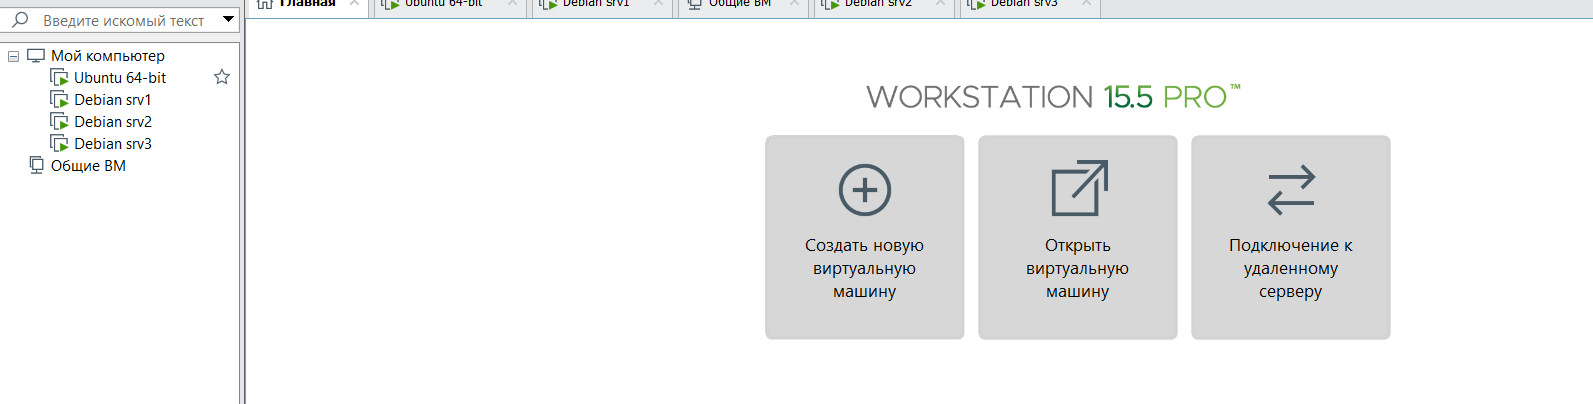 Главная
Ubuntu 64-bit
Debian srv1
Общие ВМ
Debian srv2
Debian srv3
Введите искомый текст
Мой компьютер
Ubuntu 64-bit
Debian srv1
Debian srv2
Debian srv3
Общие ВМ
WORKSTATION 15.5 PRO™
Создать новую
виртуальную
машину
Открыть
виртуальную
машину
Подключение к
удаленному
серверу